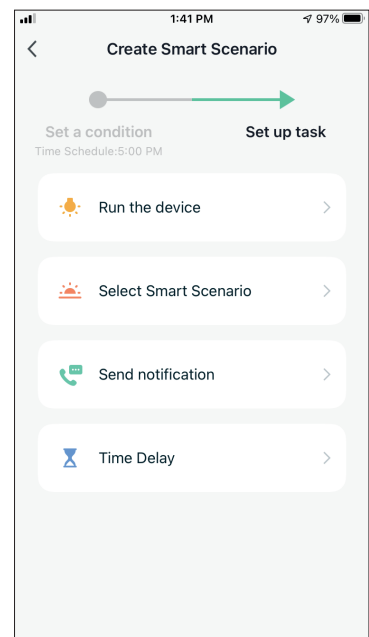 1:41 PM
97%
Create Smart Scenario
Set a condition
Set up task
Time Schedule:5:00 PM
Run the device
Select Smart Scenario
Send notification
Time Delay